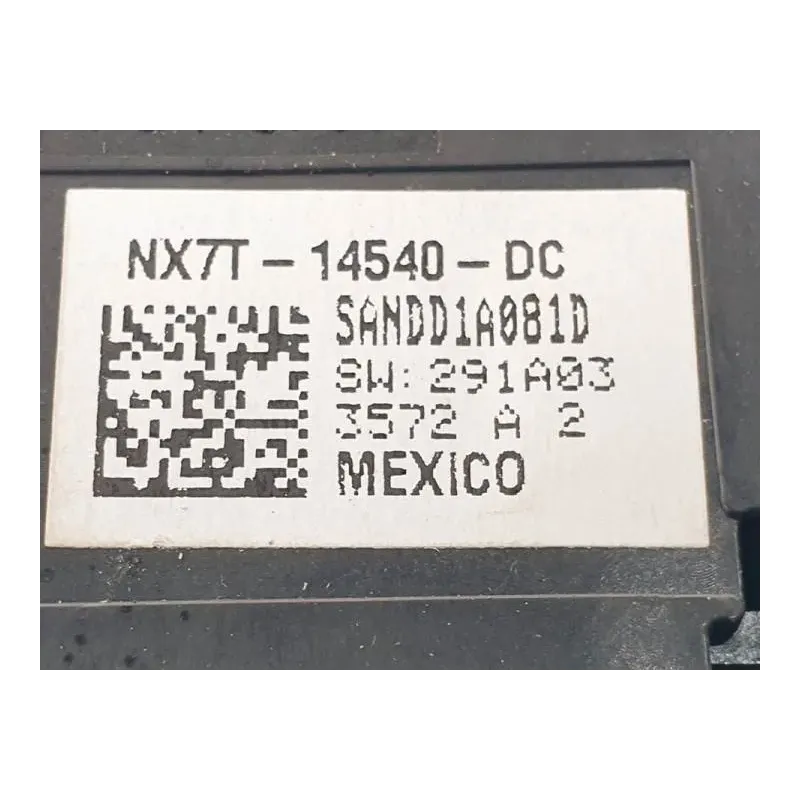 NX7T-14540-DC
SANDD1A081D
SW:291A03
3572 A 2
MEXICO